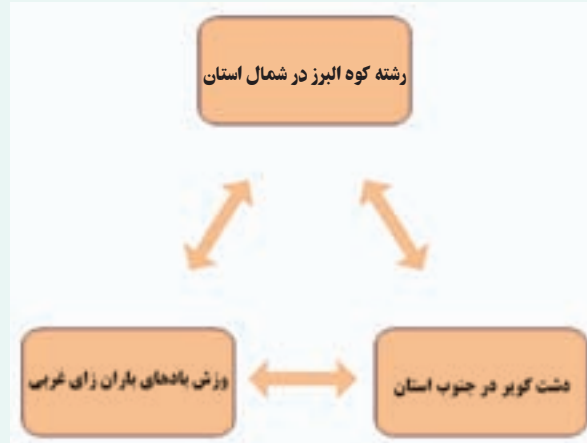 رشته کوه البرز در شمال استان
وزش بادهای باران زای غربی
دشت کویر در جنوب استان